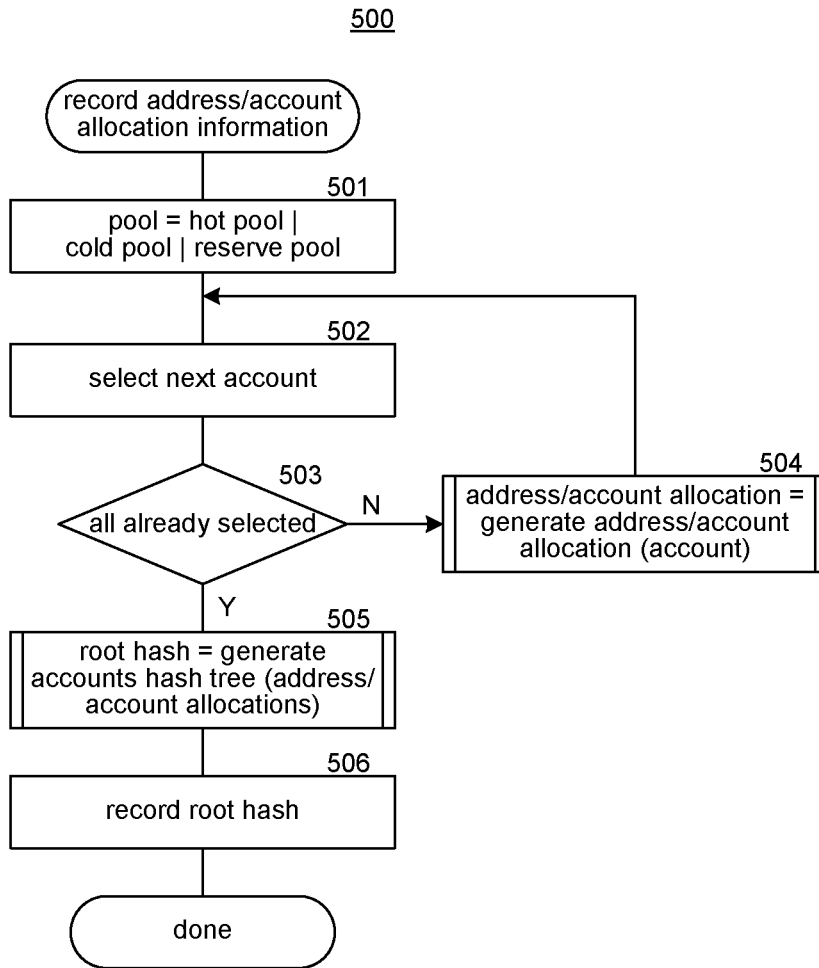 500
record address/account
allocation information
501
pool = hot pool |
cold pool | reserve pool
502
select next account
503
all already selected
N
504
address/account allocation =
generate address/account
allocation (account)
Y
505
root hash = generate
accounts hash tree (address/
account allocations)
506
record root hash
done